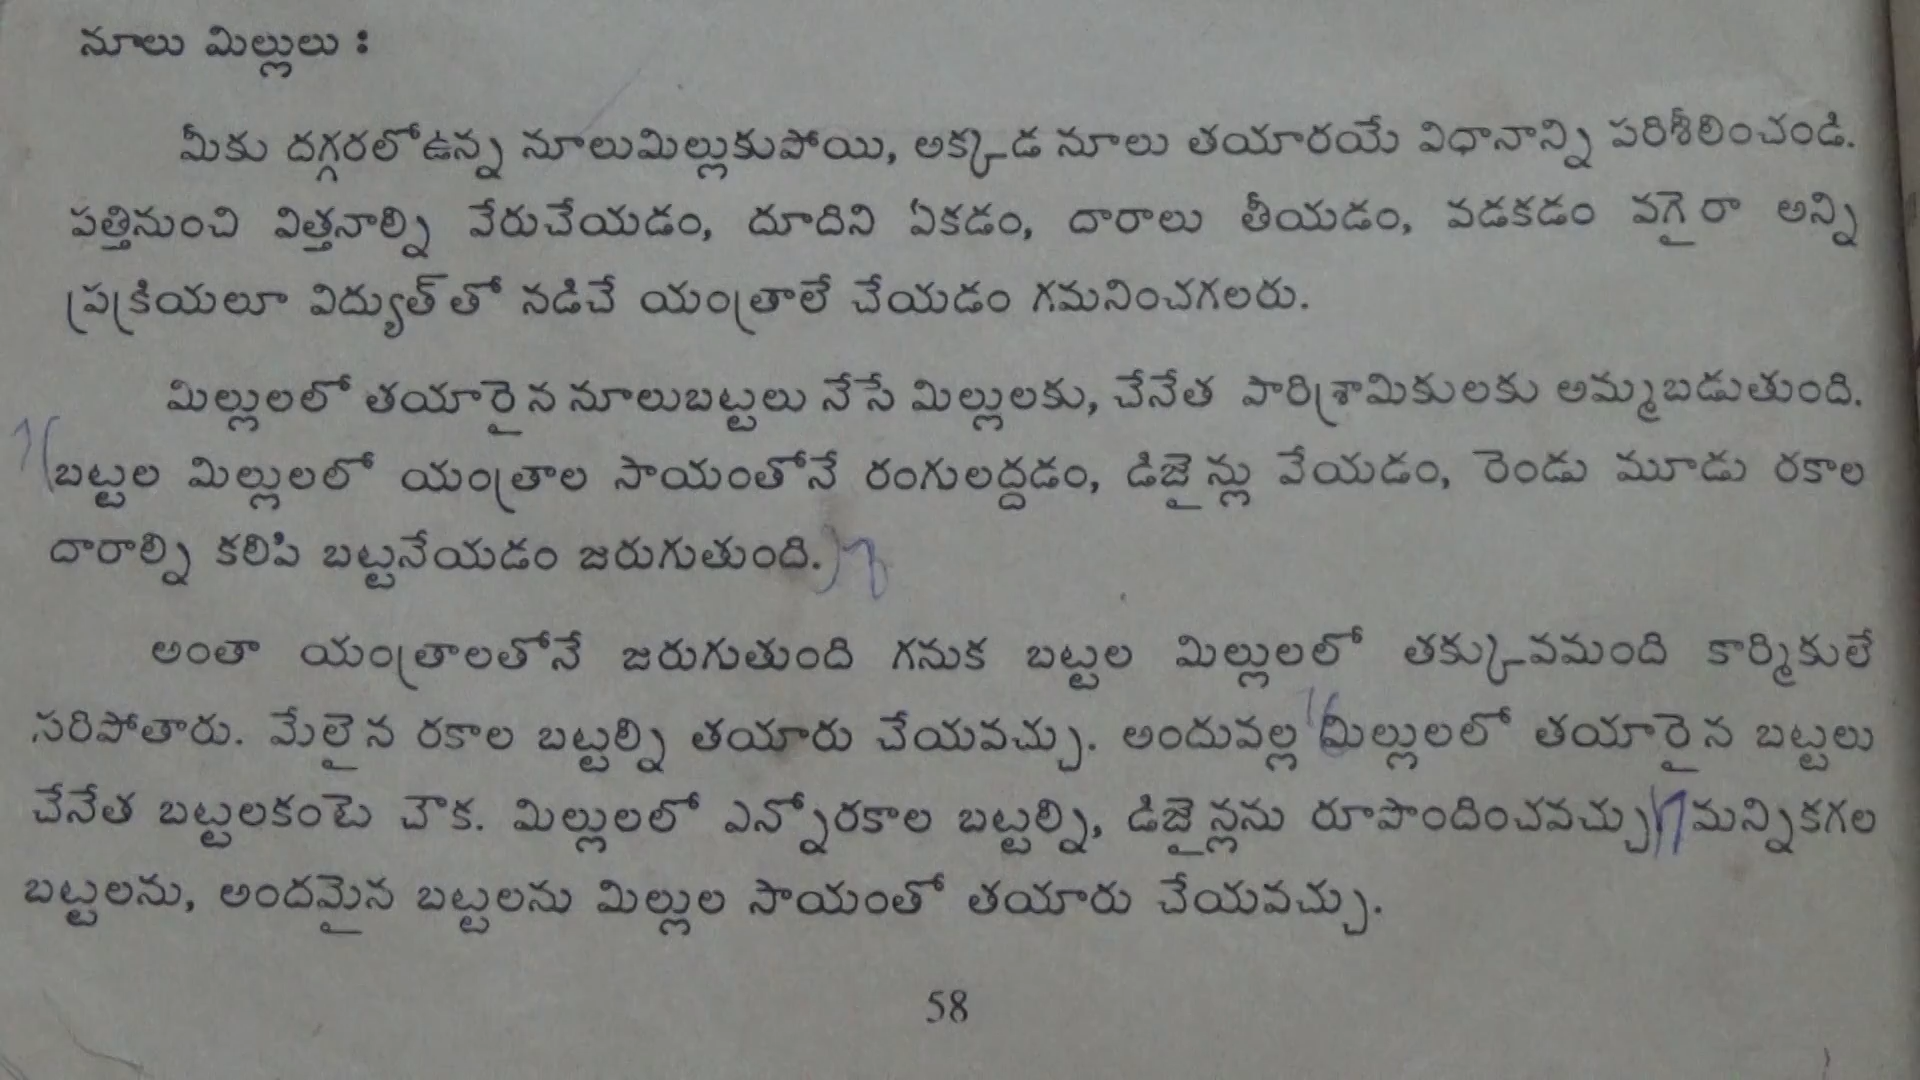 నూలు మిల్లులు :
మీకు దగ్గరలోఉన్న నూలుమిల్లుకుపోయి, అక్కడ నూలు తయారయే విధానాన్ని పరిశీలించండి.
పత్తినుంచి విత్తనాల్ని వేరుచేయడం, దూదిని ఏకడం, దారాలు తీయడం, వడకడం వగైరా అన్ని
ప్రక్రియలూ విద్యుత్‌తో నడిచే యంత్రాలే చేయడం గమనించగలరు.
మిల్లులలో తయారైన నూలుబట్టలు నేసే మిల్లులకు, చేనేత పారిశ్రామికులకు అమ్మబడుతుంది.
బట్టల మిల్లులలో యంత్రాల సాయంతోనే రంగులద్దడం, డిజైన్లు వేయడం, రెండు మూడు రకాల
దారాల్ని కలిపి బట్టనేయడం జరుగుతుంది.
అంతా యంత్రాలతోనే జరుగుతుంది గనుక బట్టల మిల్లులలో తక్కువమంది కార్మికులే
సరిపోతారు. మేలైన రకాల బట్టల్ని తయారు చేయవచ్చు. అందువల్ల మిల్లులలో తయారైన బట్టలు
చేనేత బట్టలకంటె చౌక. మిల్లులలో ఎన్నోరకాల బట్టల్ని, డిజైన్లను రూపొందించవచ్చు మన్నికగల
బట్టలను, అందమైన బట్టలను మిల్లుల సాయంతో తయారు చేయవచ్చు.
58